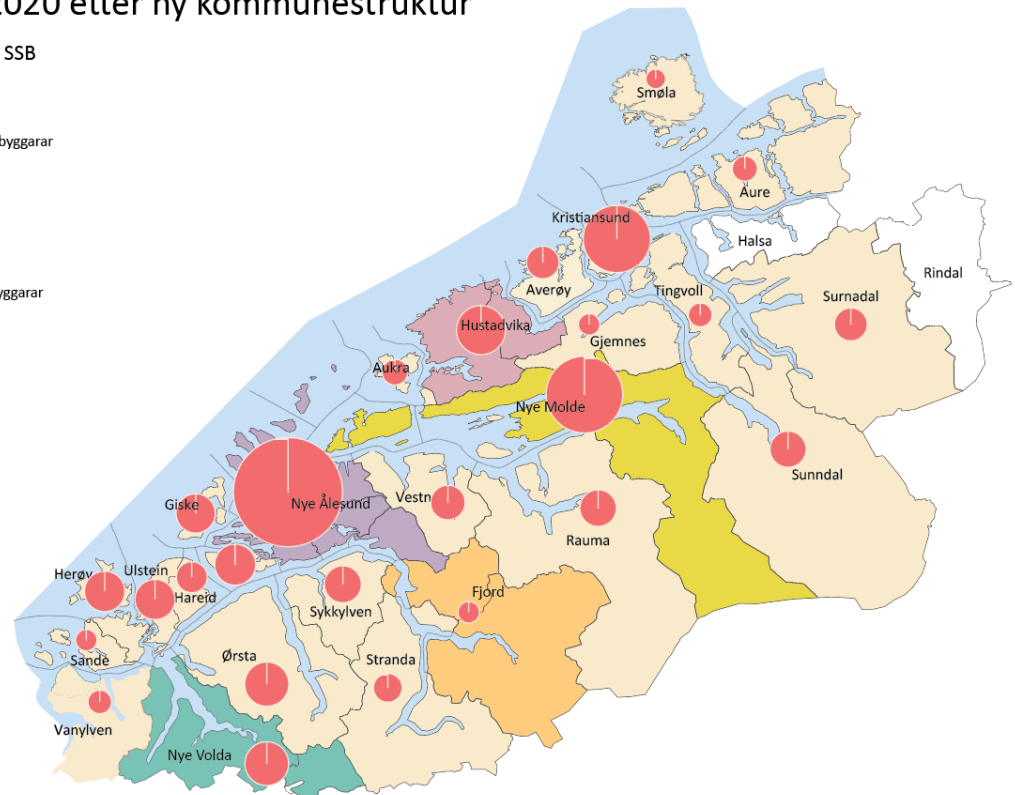 2020 etter ny kommunestruktur
SSB
Smøla
byggarar
Aure
Kristiansund
Halsa
Rindal
Averøy
Tingvoll
yggarar
Surnadal
Hustadvika
Gjemnes
Aukra
Nye Molde
Sunndal
Vestn
Giske
Nye Ålesund
Rauma
Herøy
Ulstein
Hareid
Fjord
Sykkylven
Sande
Ørsta
Stranda
Vanylven
Nye Volda